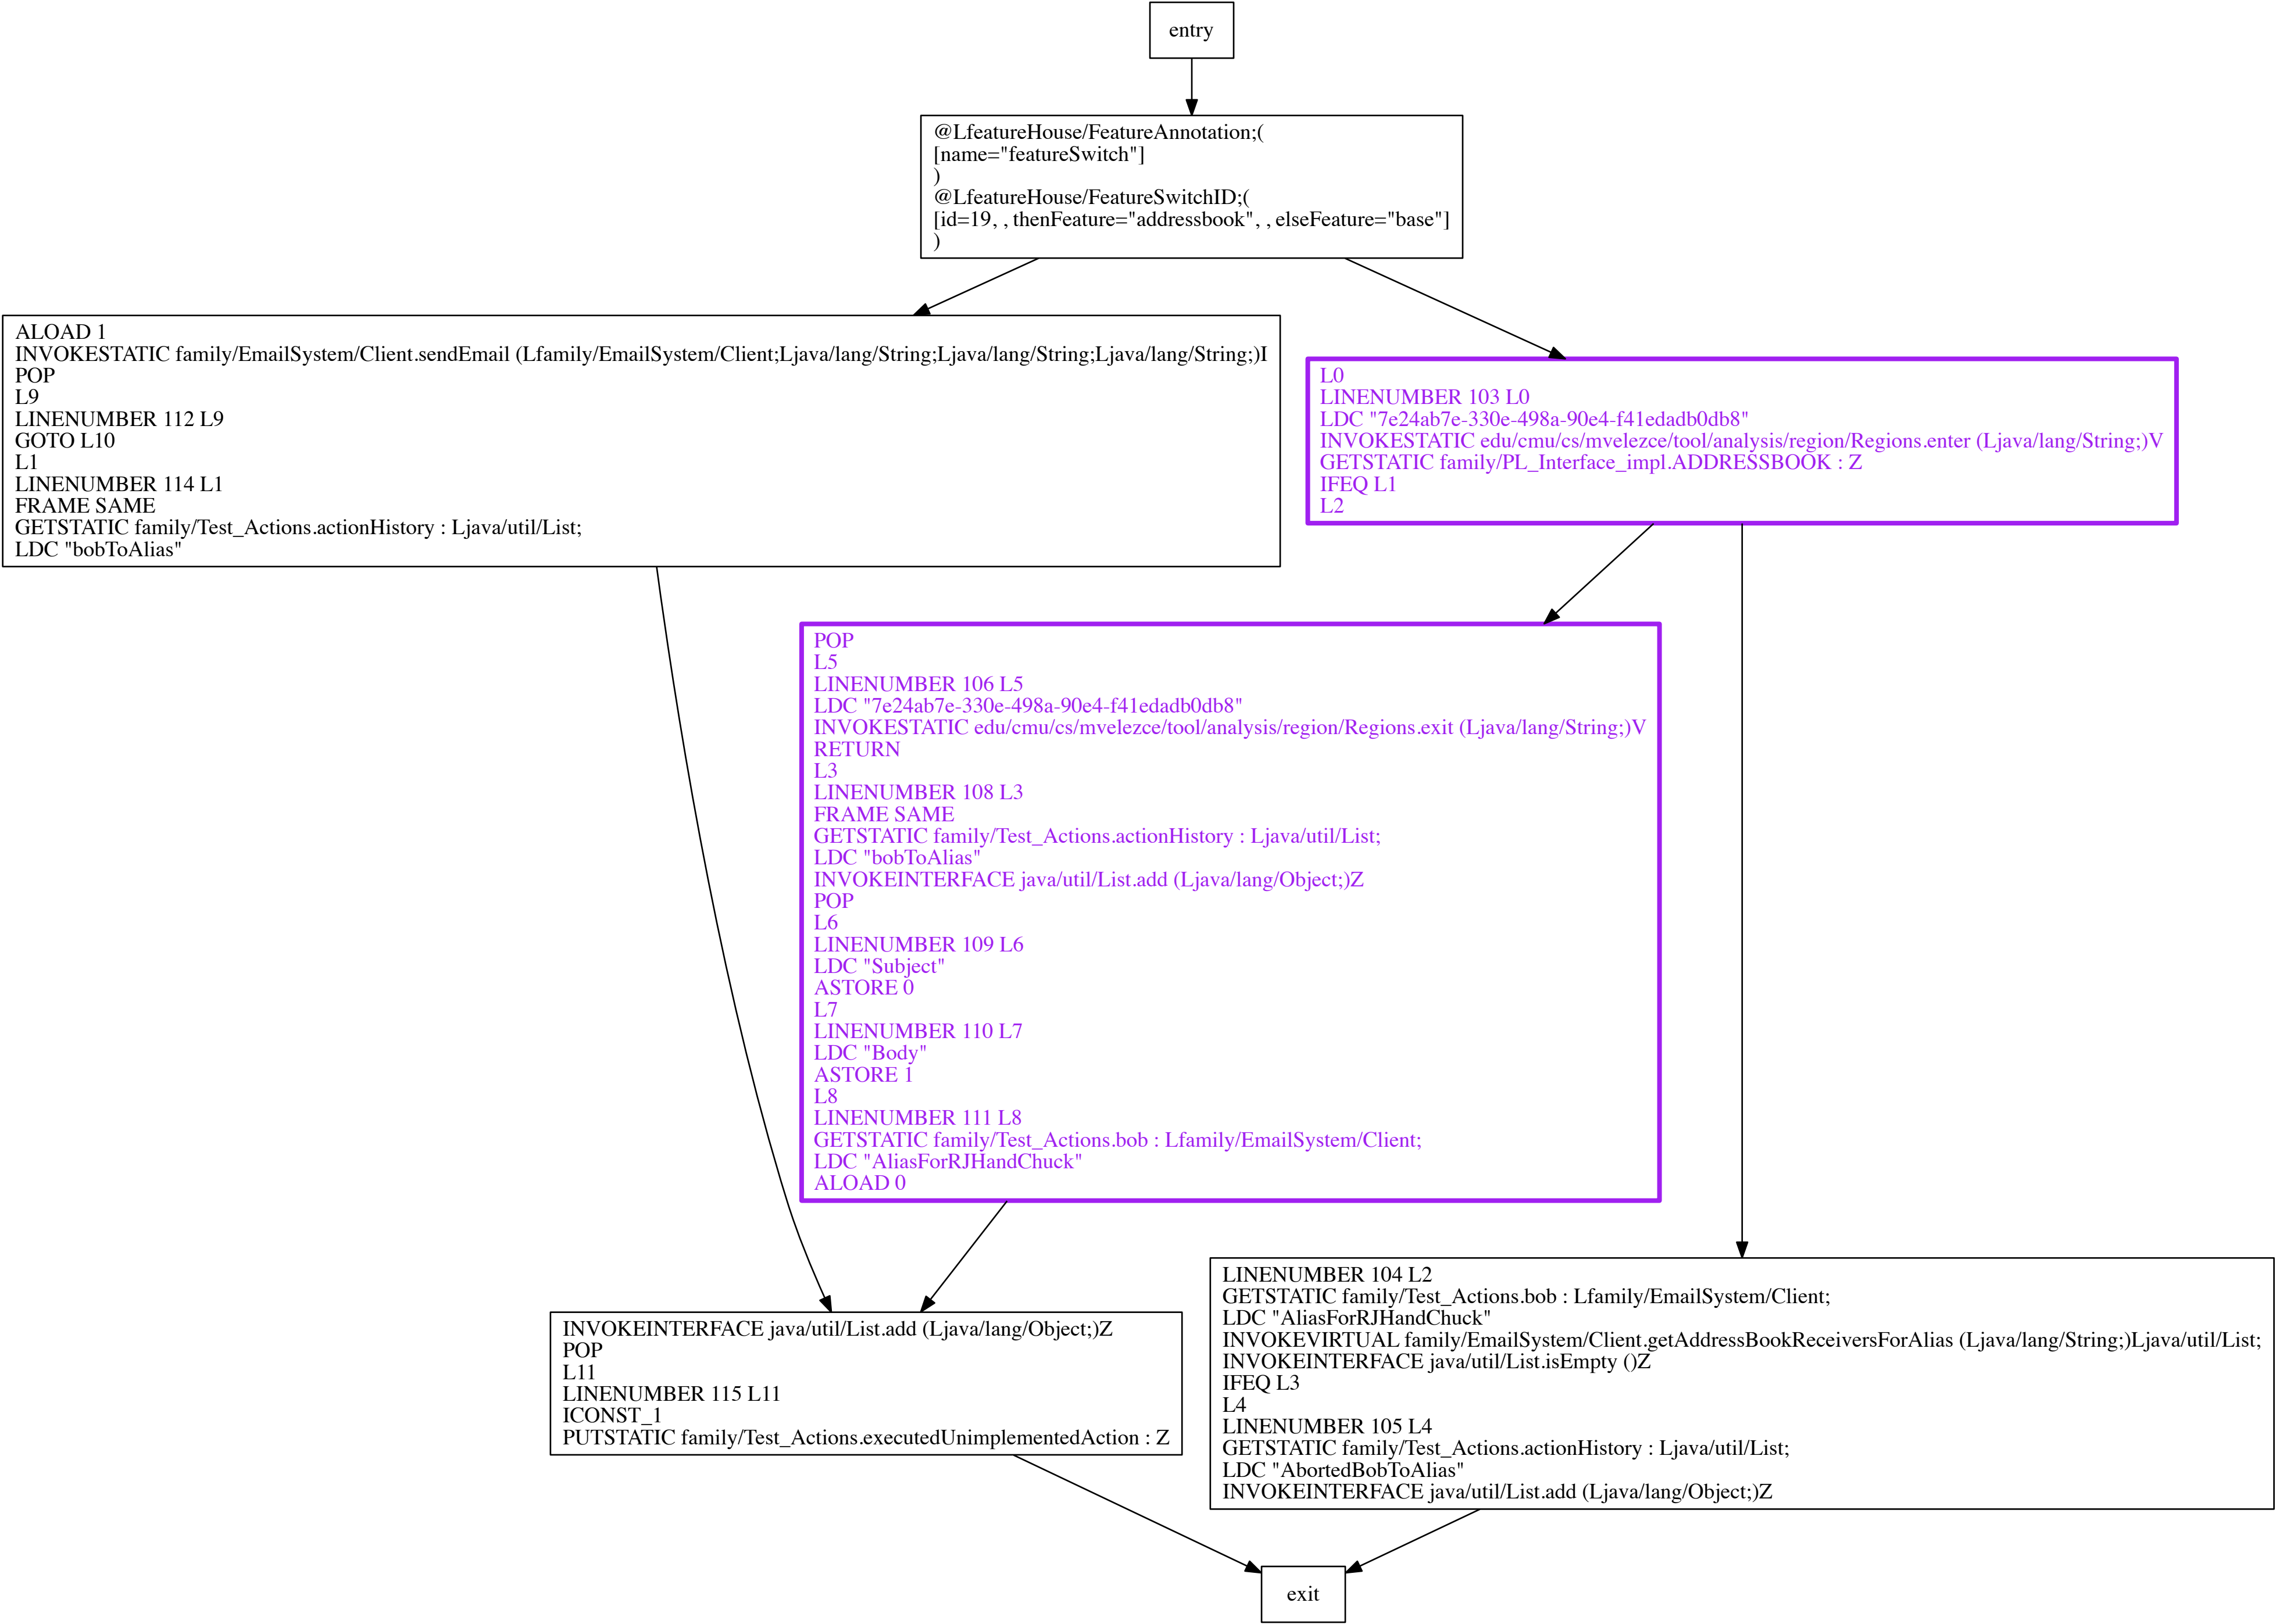 entry
@LfeatureHouse/FeatureAnnotation;(
[name="featureSwitch"]
)
@LfeatureHouse/FeatureSwitchID;(
[id=19, , thenFeature="addressbook", , elseFeature="base"]
)
ALOAD 1
INVOKESTATIC family/EmailSystem/Client.sendEmail (Lfamily/EmailSystem/Client;Ljava/lang/String;Ljava/lang/String;Ljava/lang/String;)I
POP
L9
LINENUMBER 112 L9
GOTO L10
L1
LINENUMBER 114 L1
FRAME SAME
GETSTATIC family/Test_Actions.actionHistory : Ljava/util/List;
LDC "bobToAlias"
L0
LINENUMBER 103 L0
LDC "7e24ab7e-330e-498a-90e4-f41edadb0db8"
INVOKESTATIC edu/cmu/cs/mvelezce/tool/analysis/region/Regions.enter (Ljava/lang/String;)V
GETSTATIC family/PL_Interface_impl.ADDRESSBOOK : Z
IFEQ L1
L2
POP
L5
LINENUMBER 106 L5
LDC "7e24ab7e-330e-498a-90e4-f41edadb0db8"
INVOKESTATIC edu/cmu/cs/mvelezce/tool/analysis/region/Regions.exit (Ljava/lang/String;)V
RETURN
L3
LINENUMBER 108 L3
FRAME SAME
GETSTATIC family/Test_Actions.actionHistory : Ljava/util/List;
LDC "bobToAlias"
INVOKEINTERFACE java/util/List.add (Ljava/lang/Object;)Z
POP
L6
LINENUMBER 109 L6
LDC "Subject"
ASTORE 0
L7
LINENUMBER 110 L7
LDC "Body"
ASTORE 1
L8
LINENUMBER 111 L8
GETSTATIC family/Test_Actions.bob : Lfamily/EmailSystem/Client;
LDC "AliasForRJHandChuck"
ALOAD 0
INVOKEINTERFACE java/util/List.add (Ljava/lang/Object;)Z
POP
L11
LINENUMBER 115 L11
ICONST_1
PUTSTATIC family/Test_Actions.executedUnimplementedAction : Z
LINENUMBER 104 L2
GETSTATIC family/Test_Actions.bob : Lfamily/EmailSystem/Client;
LDC "AliasForRJHandChuck"
INVOKEVIRTUAL family/EmailSystem/Client.getAddressBookReceiversForAlias (Ljava/lang/String;)Ljava/util/List;
INVOKEINTERFACE java/util/List.isEmpty ()Z
IFEQ L3
L4
LINENUMBER 105 L4
GETSTATIC family/Test_Actions.actionHistory : Ljava/util/List;
LDC "AbortedBobToAlias"
INVOKEINTERFACE java/util/List.add (Ljava/lang/Object;)Z
exit